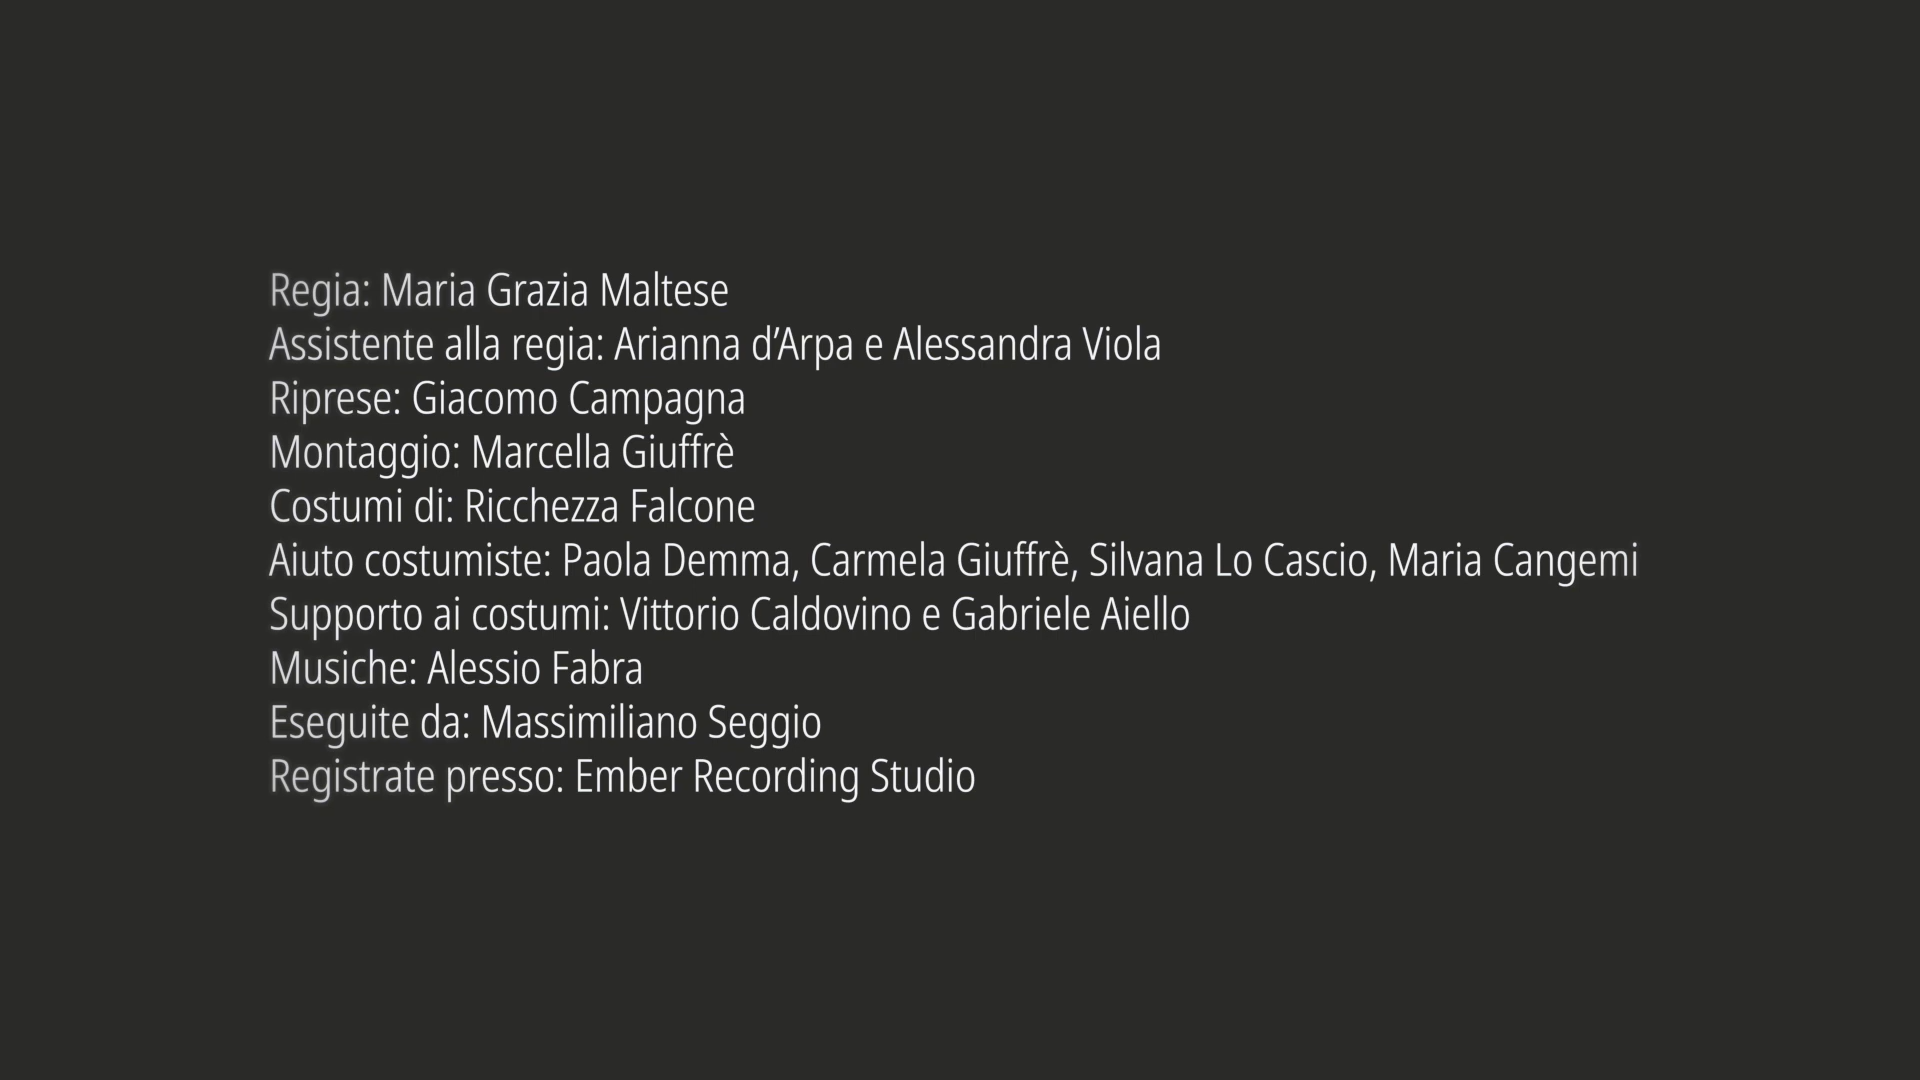 Regia: Maria Grazia Maltese
Assistente alla regia: Arianna d’Arpa e Alessandra Viola
Riprese: Giacomo Campagna
Montaggio: Marcella Giuffrè
Costumi di: Ricchezza Falcone
Aiuto costumiste: Paola Demma, Carmela Giuffrè, Silvana Lo Cascio, Maria Cangemi
Supporto ai costumi: Vittorio Caldovino e Gabriele Aiello
Musiche: Alessio Fabra
Eseguite da: Massimiliano Seggio
Registrate presso: Ember Recording Studio